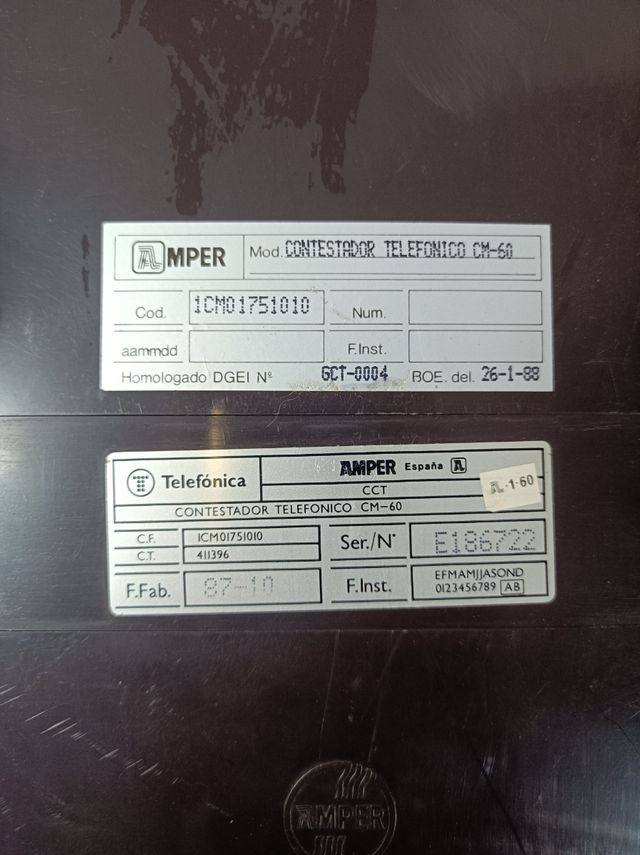 AMPER
Mod. CONTESTADOR TELEFONICO CM-60
Cod. 1CM01751010 Num.
aammdd F.Inst.
Homologado DGEI Nº GCT-0004 BOE. del. 26-1-88
Telefónica AMPER España
CCT
-1-60
CONTESTADOR TELEFONICO CM-60
C.F. 1CM01751010 Ser./Nº E186722
C.T. 411396
F.Fab. 87-10 F.Inst. EFMAMJJASOND
0123456789 AB
AMPER